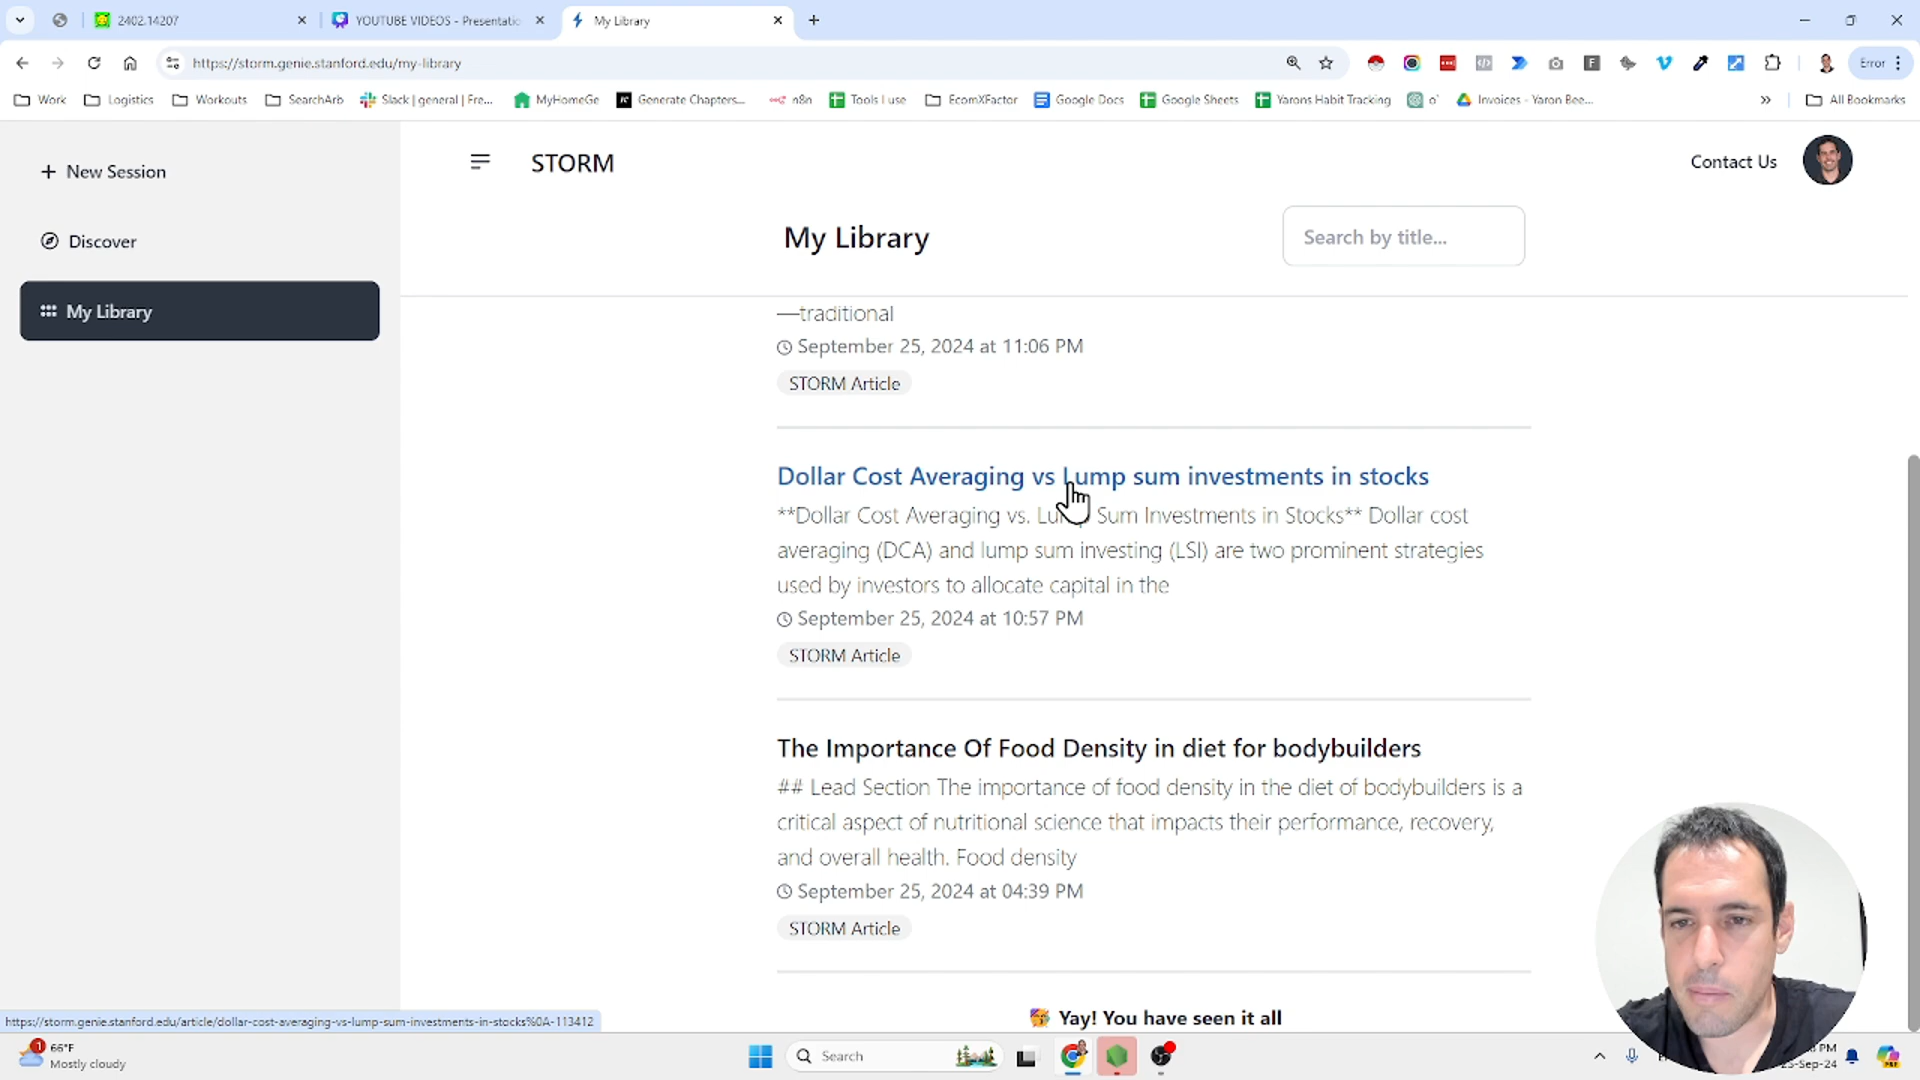 2402.14207
YOUTUBE VIDEOS - Presentatio
My Library
https://storm.genie.stanford.edu/my-library
Error
Work
Logistics
Workouts
SearchArb
Slack | general | Fre...
MyHomeGe
Generate Chapters...
n8n
Tools I use
EcomXFactor
Google Docs
Google Sheets
Yarons Habit Tracking
o'
Invoices - Yaron Bee...
»
All Bookmarks
+ New Session
Discover
My Library
STORM
Contact Us
My Library
Search by title...
—traditional
September 25, 2024 at 11:06 PM
STORM Article
Dollar Cost Averaging vs Lump sum investments in stocks
**Dollar Cost Averaging vs. Lump Sum Investments in Stocks** Dollar cost
averaging (DCA) and lump sum investing (LSI) are two prominent strategies
used by investors to allocate capital in the
September 25, 2024 at 10:57 PM
STORM Article
The Importance Of Food Density in diet for bodybuilders
## Lead Section The importance of food density in the diet of bodybuilders is a
critical aspect of nutritional science that impacts their performance, recovery,
and overall health. Food density
September 25, 2024 at 04:39 PM
STORM Article
Yay! You have seen it all
https://storm.genie.stanford.edu/article/dollar-cost-averaging-vs-lump-sum-investments-in-stocks%0A-113412
1
66°F
Mostly cloudy
Search
PM
-Sep-24